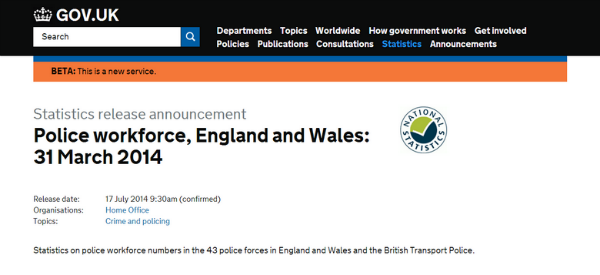 GOV.UK
Search
Departments Topics Worldwide How government works Get involved
Policies Publications Consultations Statistics Announcements
BETA: This is a new service.
Statistics release announcement
Police workforce, England and Wales:
31 March 2014
NATIONAL STATISTICS
Release date: 17 July 2014 9:30am (confirmed)
Organisations: Home Office
Topics: Crime and policing
Statistics on police workforce numbers in the 43 police forces in England and Wales and the British Transport Police.